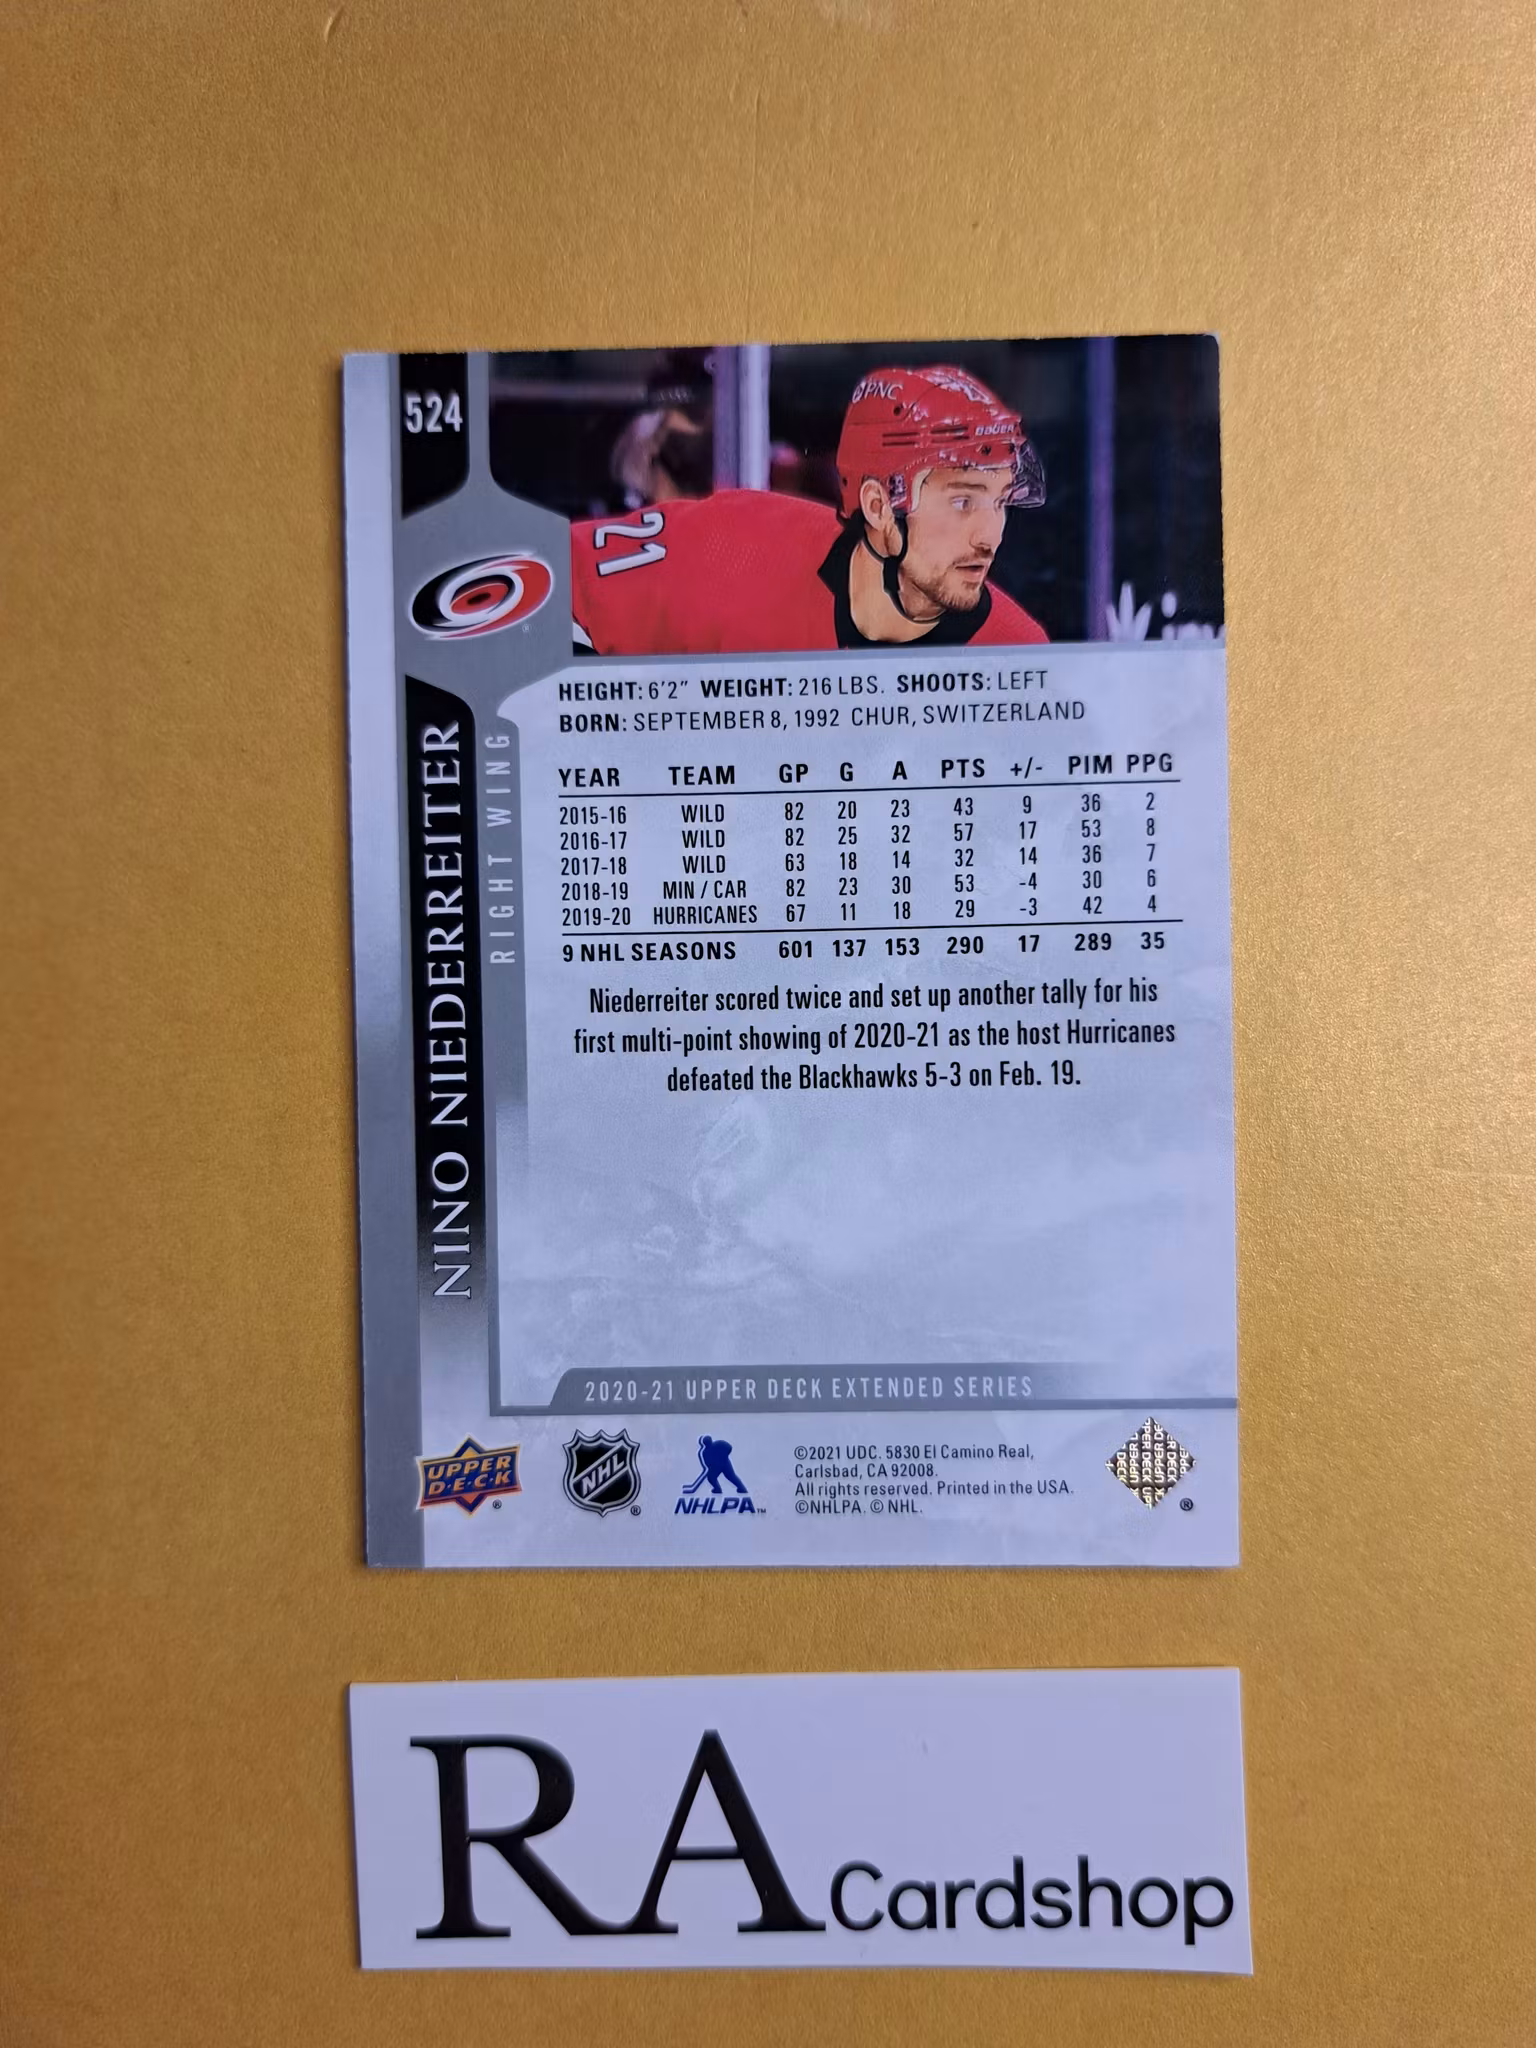 524
PNC
BAUER
21
NINO NIEDERREITER
RIGHT WING
HEIGHT: 6'2" WEIGHT: 216 LBS. SHOOTS: LEFT
BORN: SEPTEMBER 8, 1992 CHUR, SWITZERLAND
YEAR TEAM GP G A PTS +/- PIM PPG
2015-16 WILD 82 20 23 43 9 36 2
2016-17 WILD 82 25 32 57 17 53 8
2017-18 WILD 63 18 14 32 14 36 7
2018-19 MIN / CAR 82 23 30 53 -4 30 6
2019-20 HURRICANES 67 11 18 29 -3 42 4
9 NHL SEASONS 601 137 153 290 17 289 35
Niederreiter scored twice and set up another tally for his
first multi-point showing of 2020-21 as the host Hurricanes
defeated the Blackhawks 5-3 on Feb. 19.
2020-21 UPPER DECK EXTENDED SERIES
UPPER
D·E·C·K
®
NHL
®
NHLPA™
©2021 UDC. 5830 El Camino Real,
Carlsbad, CA 92008.
All rights reserved. Printed in the USA.
©NHLPA. © NHL.
®
RA Cardshop